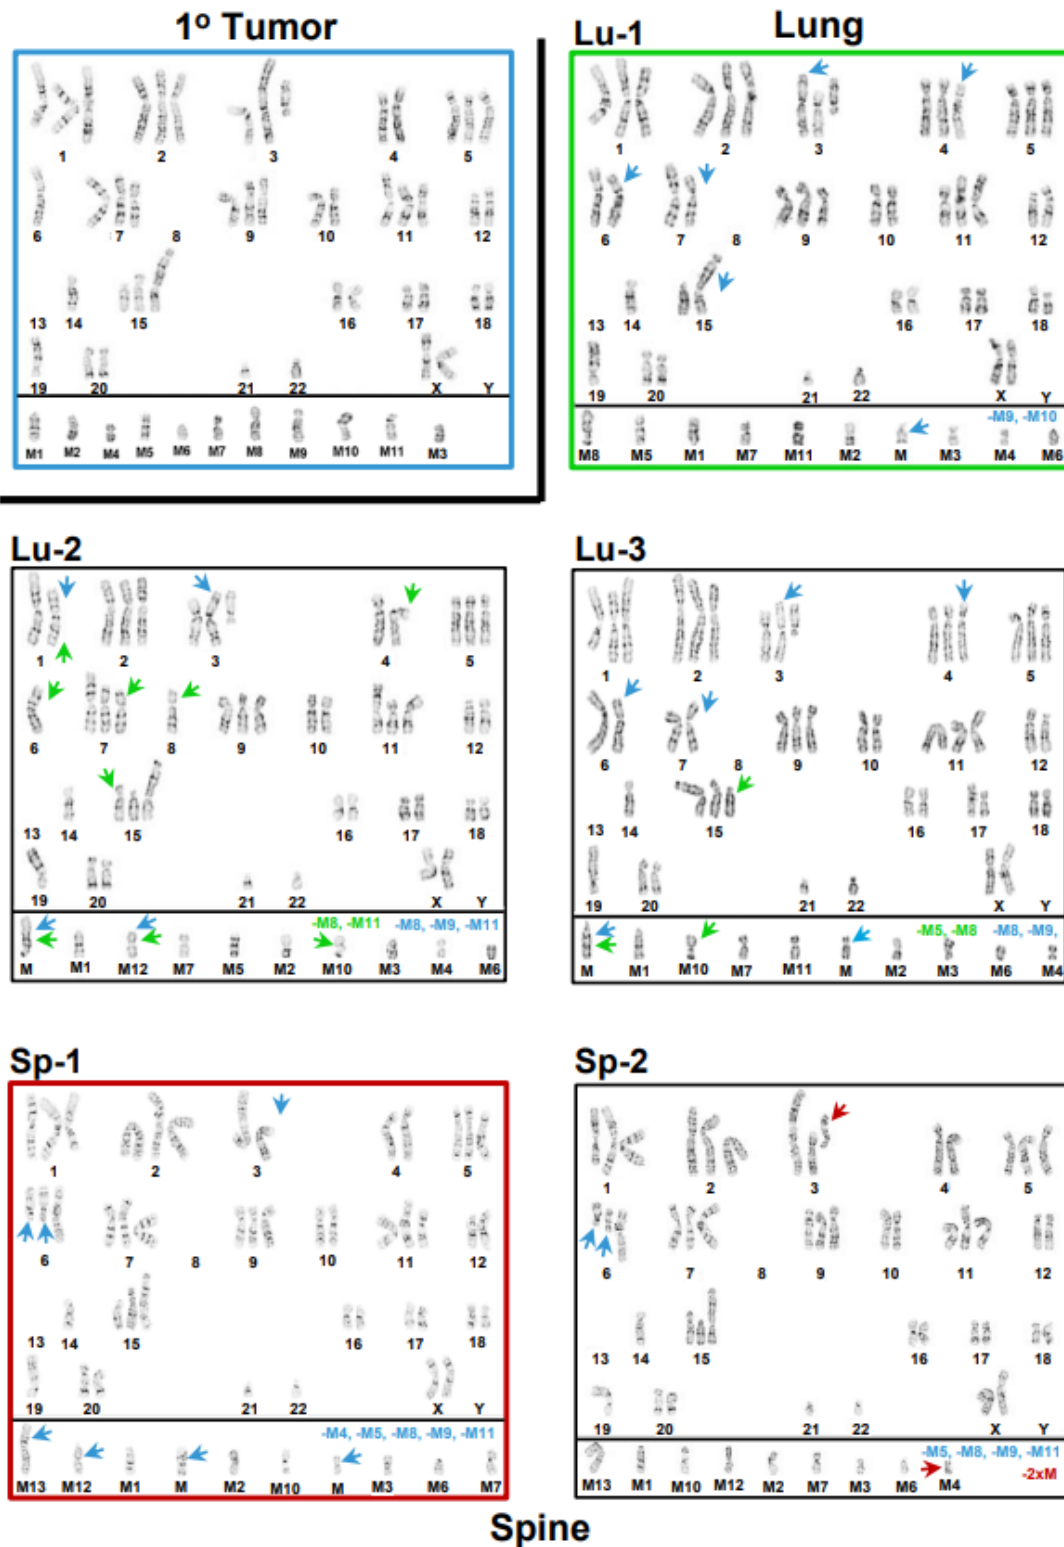 1º Tumor
1 2 3 4 5
6 7 8 9 10 11 12
13 14 15 16 17 18
19 20 21 22 X Y
M1 M2 M4 M5 M6 M7 M8 M9 M10 M11 M3
Lu-1 Lung
1 2 3 4 5
6 7 8 9 10 11 12
13 14 15 16 17 18
19 20 21 22 X Y
-M9, -M10
M8 M5 M1 M7 M11 M2 M M3 M4 M6
Lu-2
1 2 3 4 5
6 7 8 9 10 11 12
13 14 15 16 17 18
19 20 21 22 X Y
-M8, -M11 -M8, -M9, -M11
M M1 M12 M7 M5 M2 M10 M3 M4 M6
Lu-3
1 2 3 4 5
6 7 8 9 10 11 12
13 14 15 16 17 18
19 20 21 22 X Y
-M5, -M8 -M8, -M9,
M M1 M10 M7 M11 M M2 M3 M6 M4
Sp-1
1 2 3 4 5
6 7 8 9 10 11 12
13 14 15 16 17 18
19 20 21 22 X Y
-M4, -M5, -M8, -M9, -M11
M13 M12 M1 M M2 M10 M M3 M6 M7
Sp-2
1 2 3 4 5
6 7 8 9 10 11 12
13 14 15 16 17 18
19 20 21 22 X Y
-M5, -M8, -M9, -M11
-2xM
M13 M1 M10 M12 M2 M7 M3 M6 M4
Spine